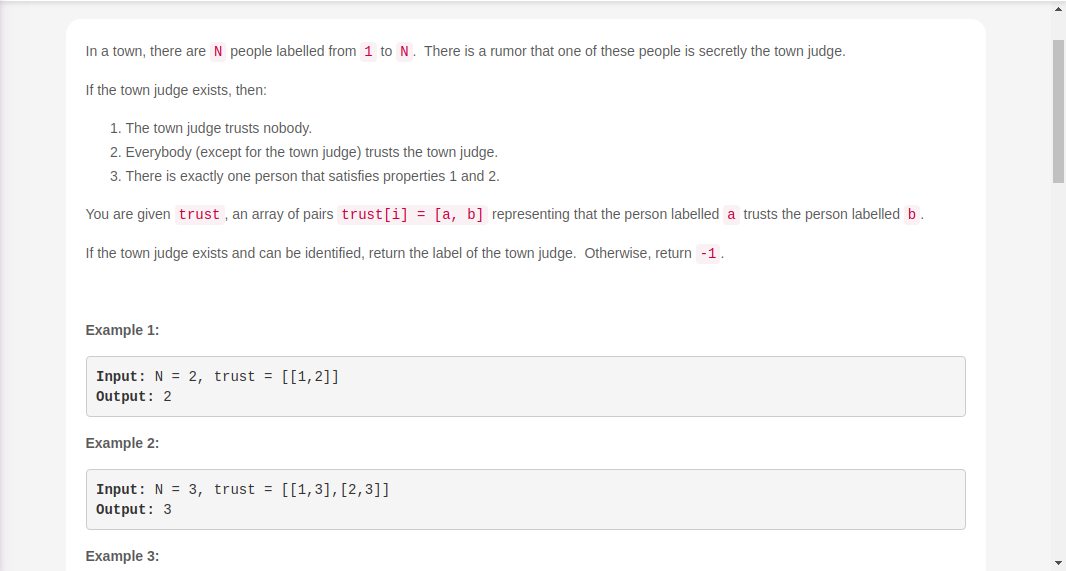 In a town, there are N people labelled from 1 to N. There is a rumor that one of these people is secretly the town judge.
If the town judge exists, then:
1. The town judge trusts nobody.
2. Everybody (except for the town judge) trusts the town judge.
3. There is exactly one person that satisfies properties 1 and 2.
You are given trust, an array of pairs trust[i] = [a, b] representing that the person labelled a trusts the person labelled b.
If the town judge exists and can be identified, return the label of the town judge. Otherwise, return -1.
Example 1:
Input: N = 2, trust = [[1,2]]
Output: 2
Example 2:
Input: N = 3, trust = [[1,3],[2,3]]
Output: 3
Example 3: